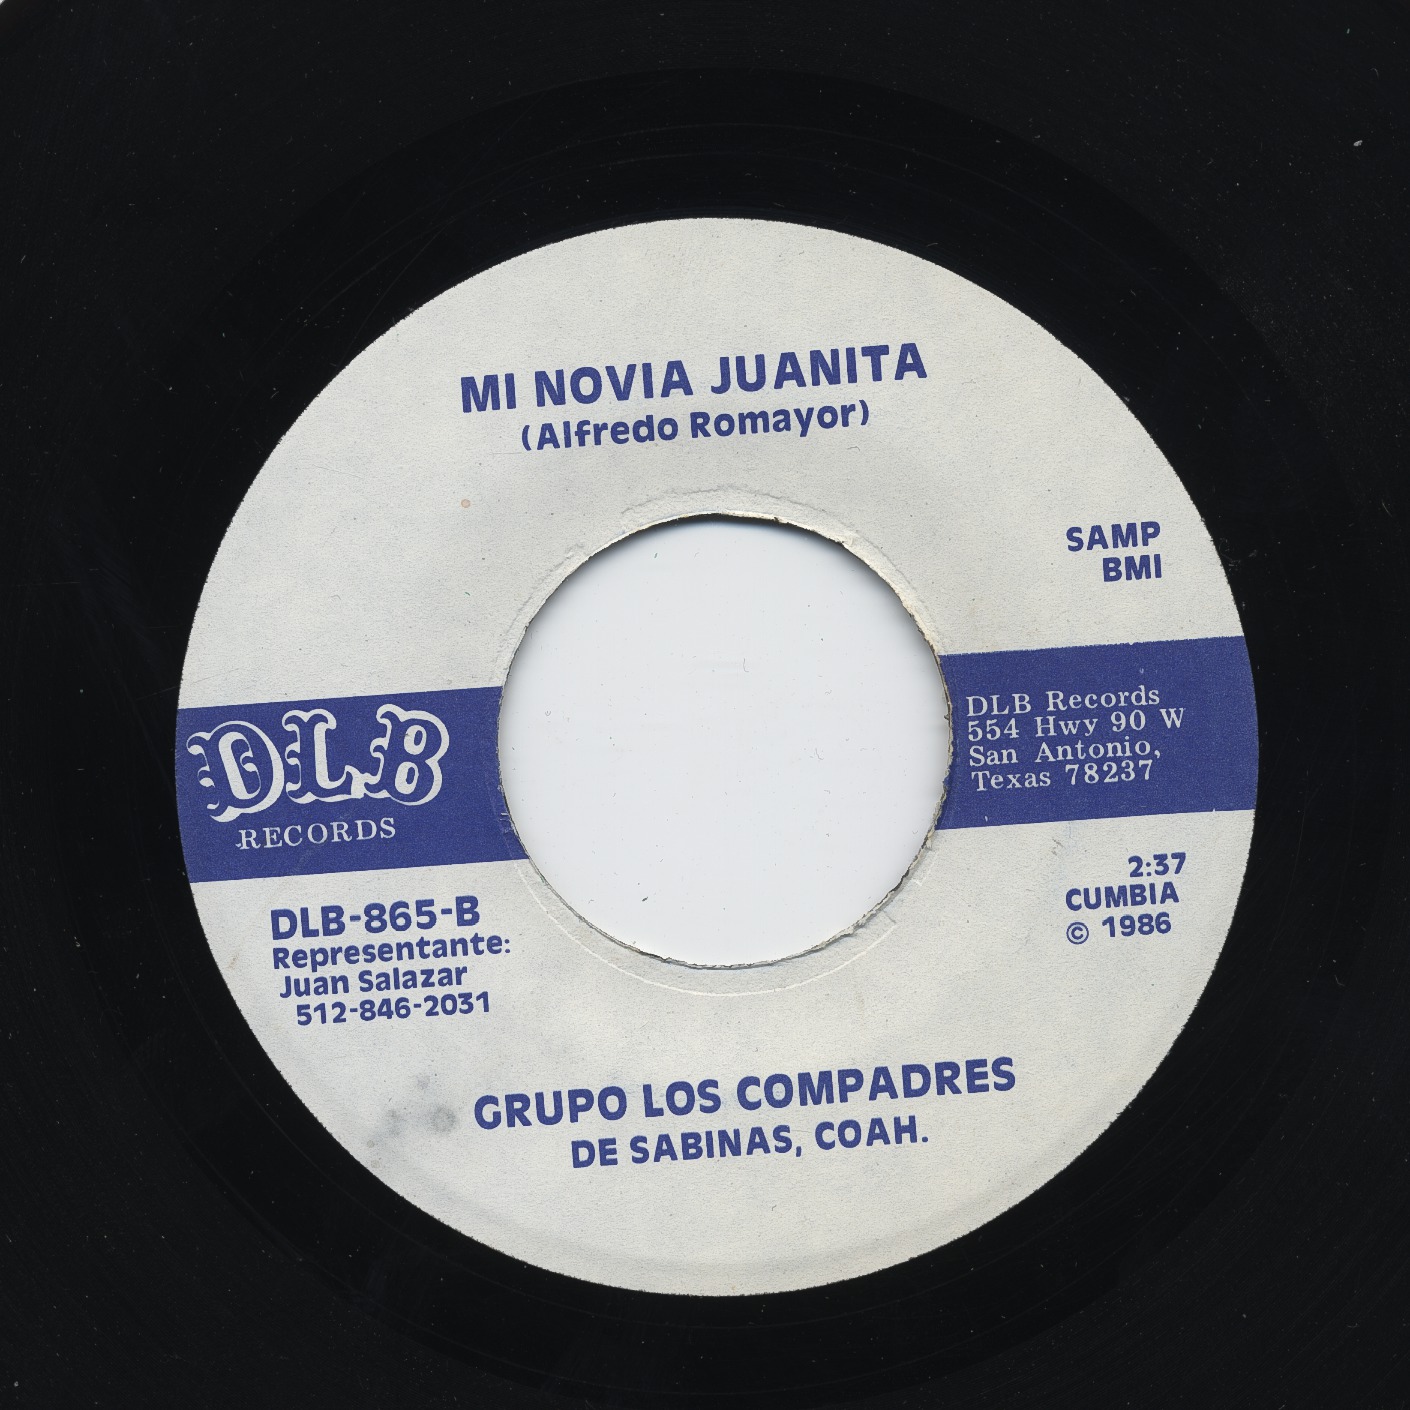 MI NOVIA JUANITA
(Alfredo Romayor)
SAMP
BMI
DLB
RECORDS
DLB Records
554 Hwy 90 W
San Antonio,
Texas 78237
DLB-865-B
Representante:
Juan Salazar
512-846-2031
2:37
CUMBIA
© 1986
GRUPO LOS COMPADRES
DE SABINAS, COAH.